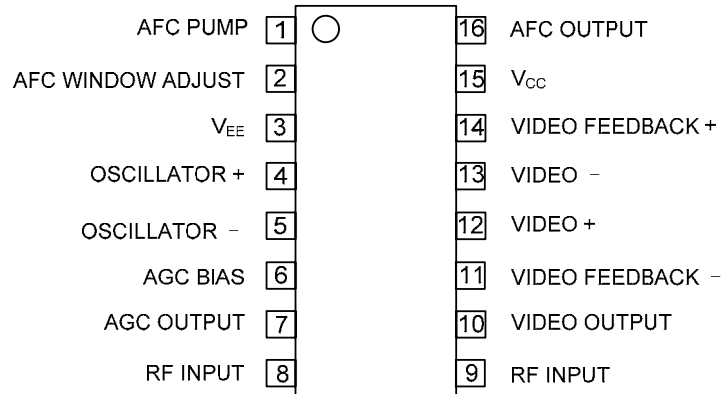 AFC PUMP 1 16 AFC OUTPUT
AFC WINDOW ADJUST 2 15 VCC
VEE 3 14 VIDEO FEEDBACK +
OSCILLATOR + 4 13 VIDEO −
OSCILLATOR − 5 12 VIDEO +
AGC BIAS 6 11 VIDEO FEEDBACK −
AGC OUTPUT 7 10 VIDEO OUTPUT
RF INPUT 8 9 RF INPUT